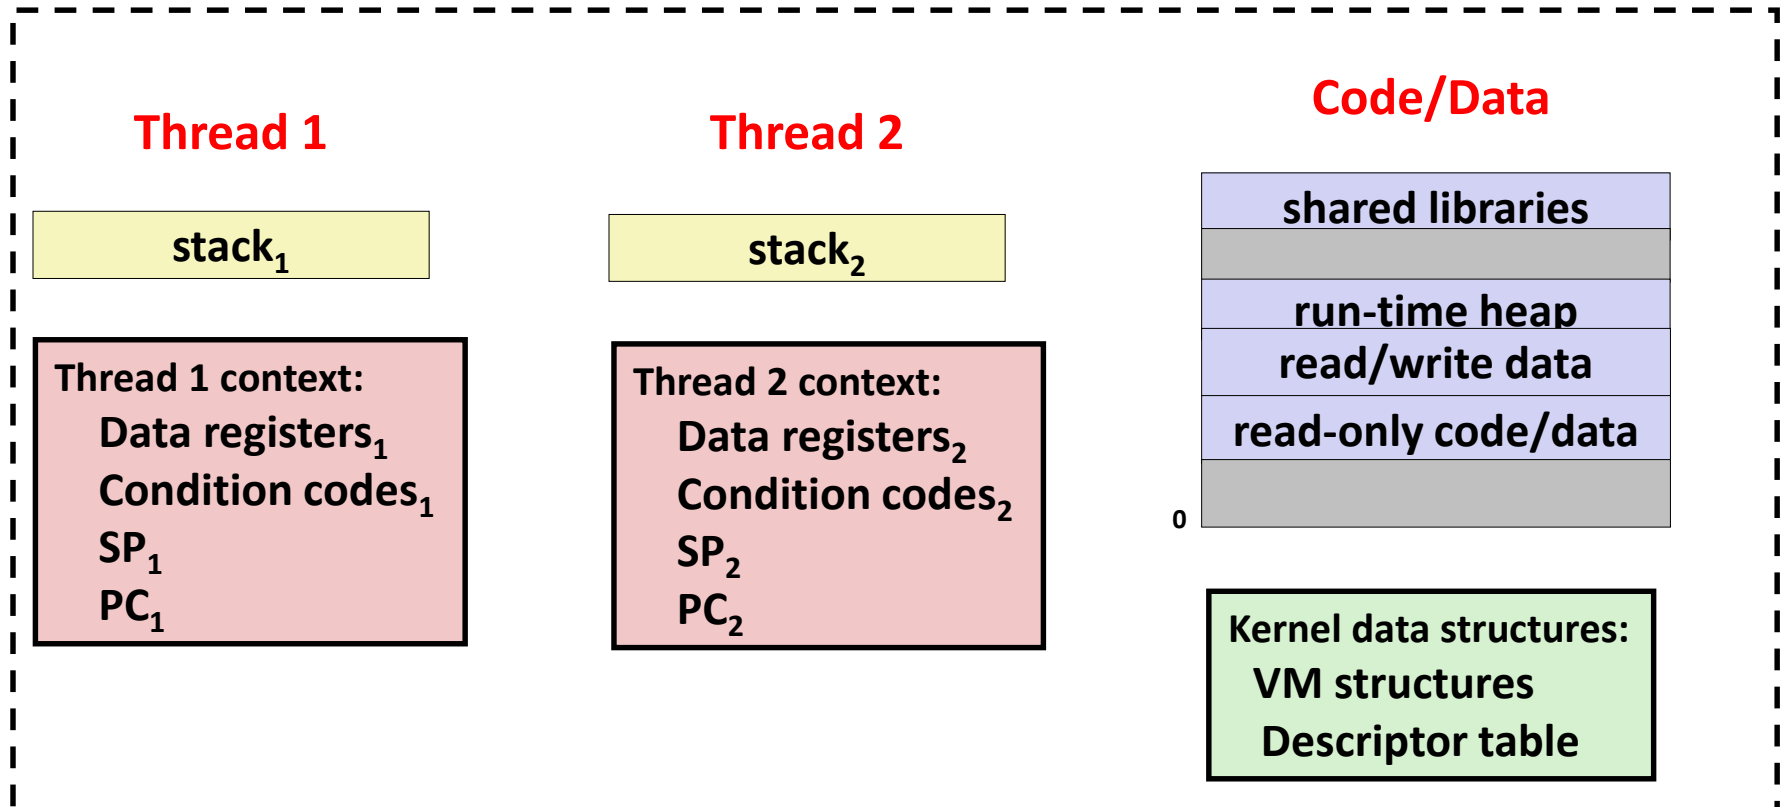 Thread 1
stack₁
Thread 1 context:
Data registers₁
Condition codes₁
SP₁
PC₁
Thread 2
stack₂
Thread 2 context:
Data registers₂
Condition codes₂
SP₂
PC₂
Code/Data
shared libraries
run-time heap
read/write data
read-only code/data
0
Kernel data structures:
VM structures
Descriptor table